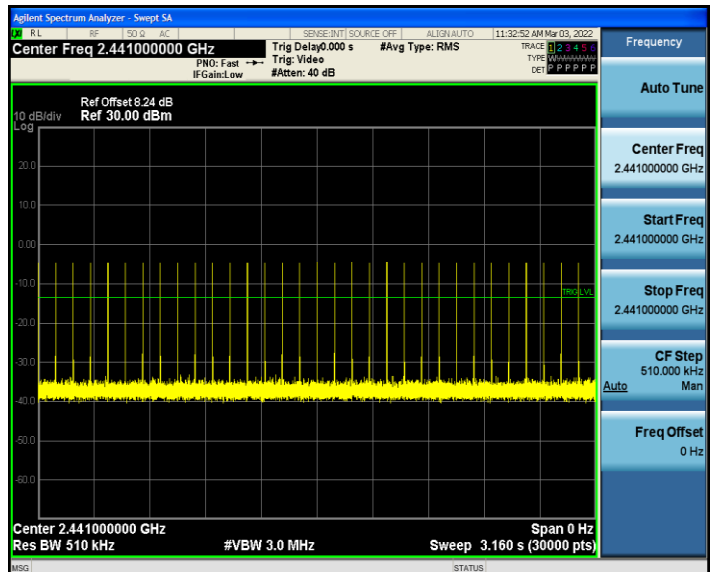 Agilent Spectrum Analyzer - Swept SA
RL RF 50 Ω AC SENSE:INT SOURCE OFF ALIGN AUTO 11:32:52 AM Mar 03, 2022
Center Freq 2.441000000 GHz
PNO: Fast
IFGain:Low
Trig Delay0.000 s
Trig: Video
#Atten: 40 dB
#Avg Type: RMS
TRACE 1 2 3 4 5 6
TYPE
DET P P P P P P
Ref Offset 8.24 dB
10 dB/div Ref 30.00 dBm
Log
20.0
10.0
0.00
-10.0
TRIG LVL
-20.0
-30.0
-40.0
-50.0
-60.0
Center 2.441000000 GHz Span 0 Hz
Res BW 510 kHz #VBW 3.0 MHz Sweep 3.160 s (30000 pts)
MSG STATUS
Frequency
Auto Tune
Center Freq
2.441000000 GHz
Start Freq
2.441000000 GHz
Stop Freq
2.441000000 GHz
CF Step
510.000 kHz
Auto Man
Freq Offset
0 Hz